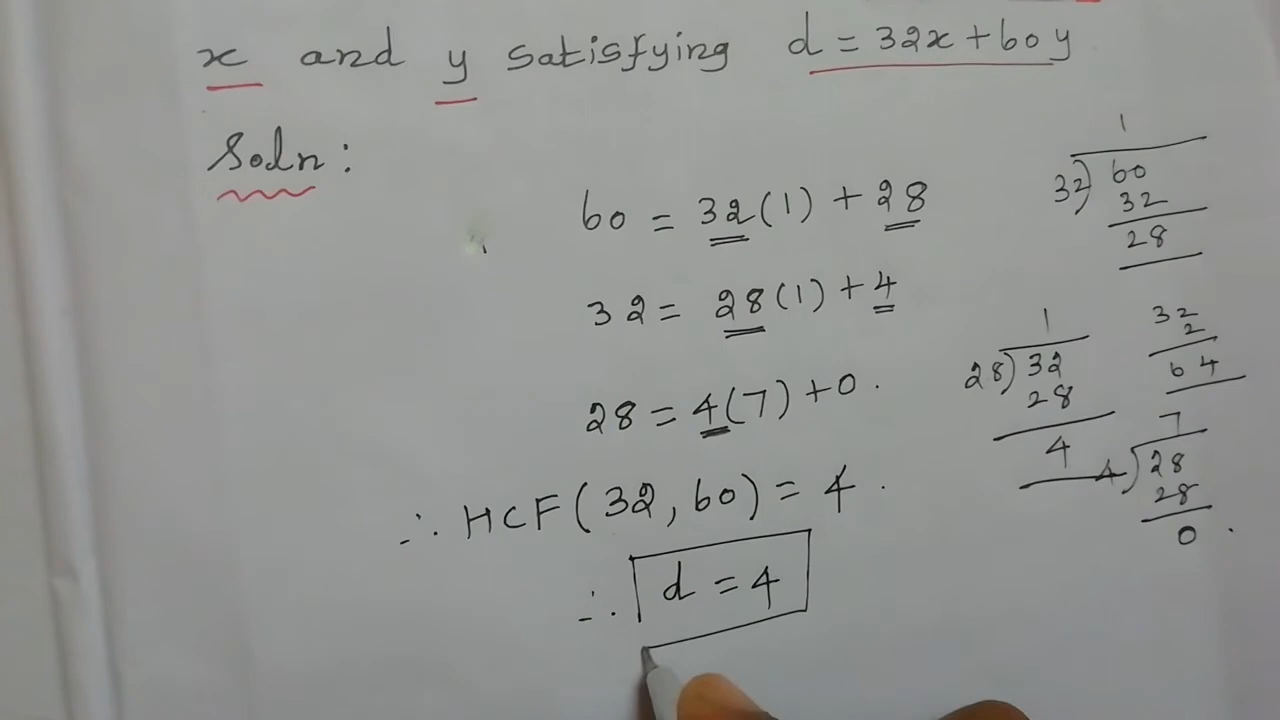 x and y satisfying d = 32x + 60y
Soln :
60 = 32(1) + 28
32 = 28(1) + 4
28 = 4(7) + 0.
∴ HCF(32, 60) = 4.
∴ d = 4
1
32) 60
32
28
1
28) 32
28
4
32
2
64
7
4) 28
28
0.